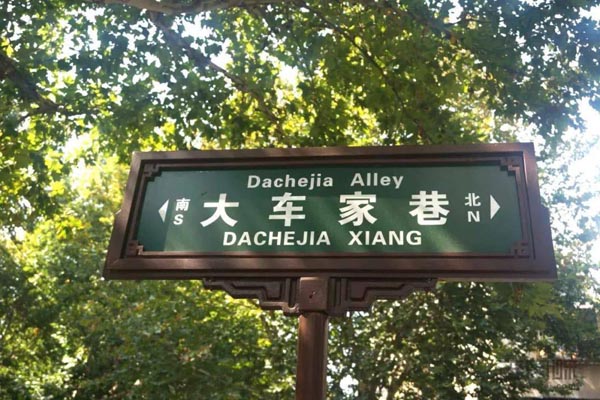 Dachejia Alley
南 大车家巷 北
S N
DACHEJIA XIANG